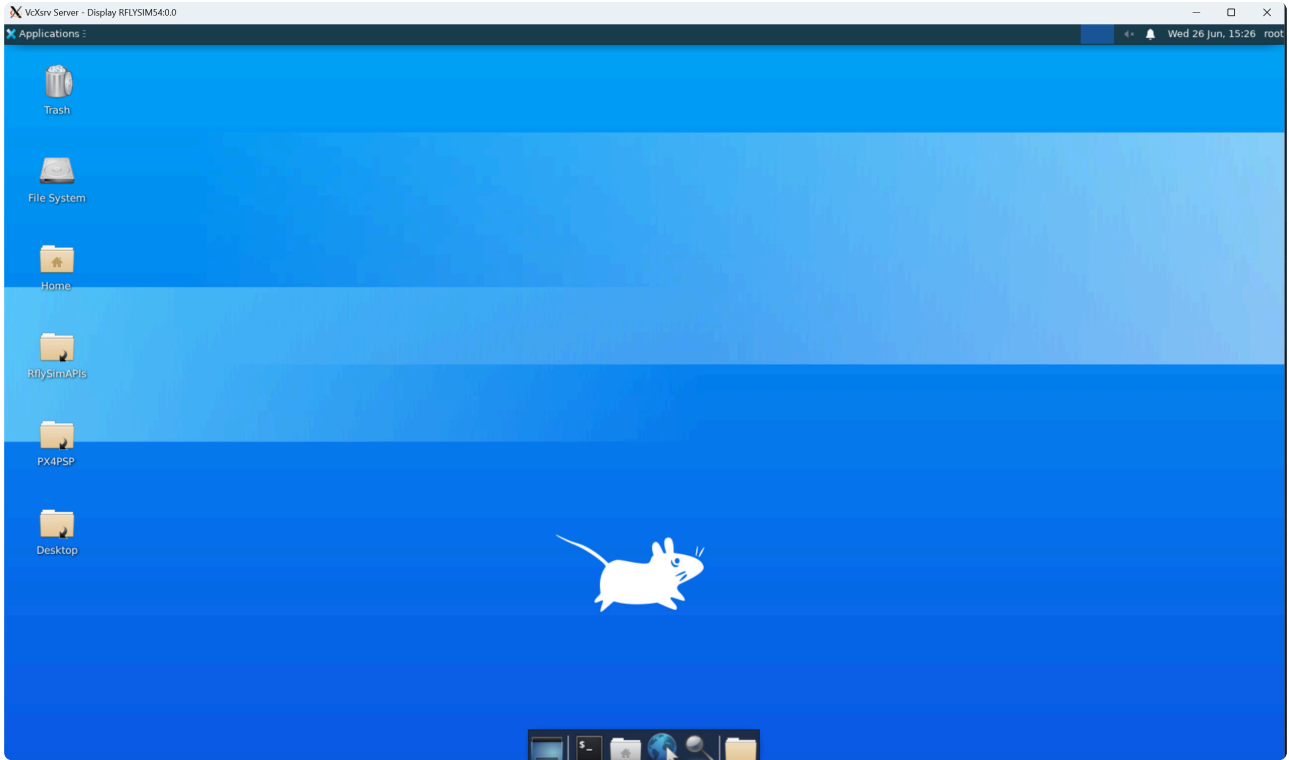 VcXsrv Server - Display RFLYSIM54:0.0
Applications
Wed 26 Jun, 15:26 root
Trash
File System
Home
RflySimAPIs
PX4PSP
Desktop
$_